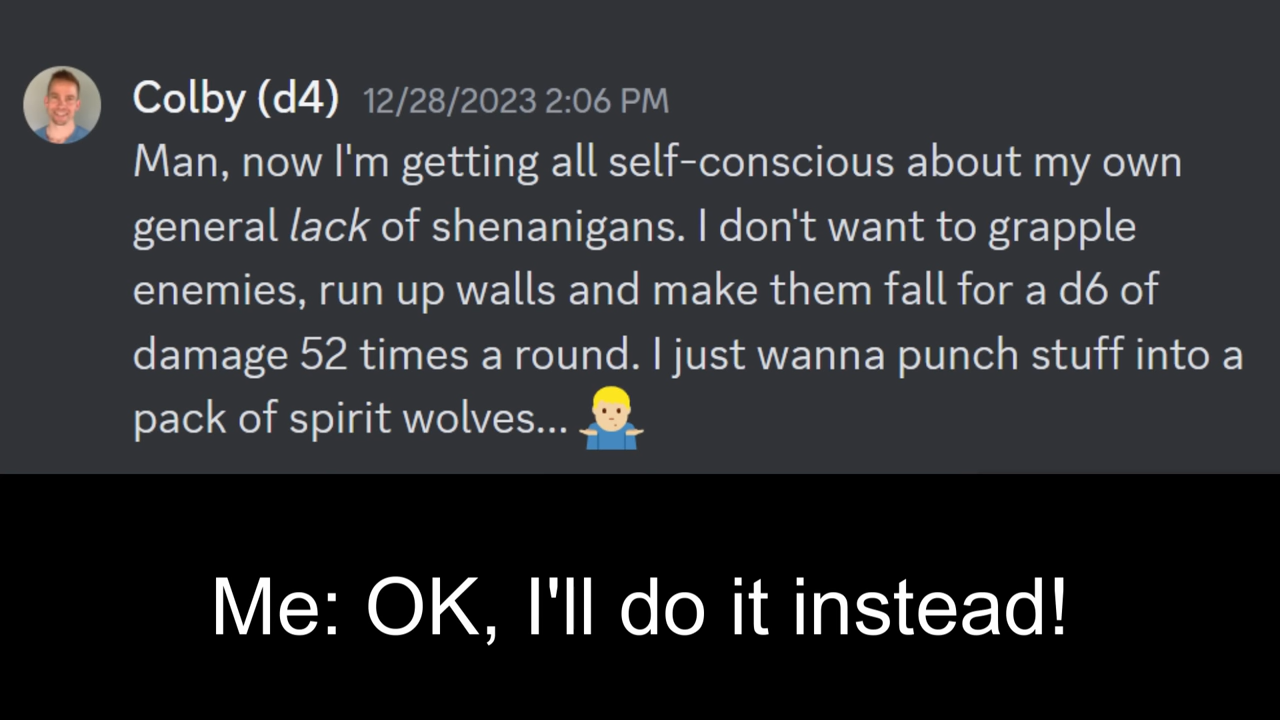 Colby (d4) 12/28/2023 2:06 PM
Man, now I'm getting all self-conscious about my own
general lack of shenanigans. I don't want to grapple
enemies, run up walls and make them fall for a d6 of
damage 52 times a round. I just wanna punch stuff into a
pack of spirit wolves... 🤷🏼‍♂️
Me: OK, I'll do it instead!